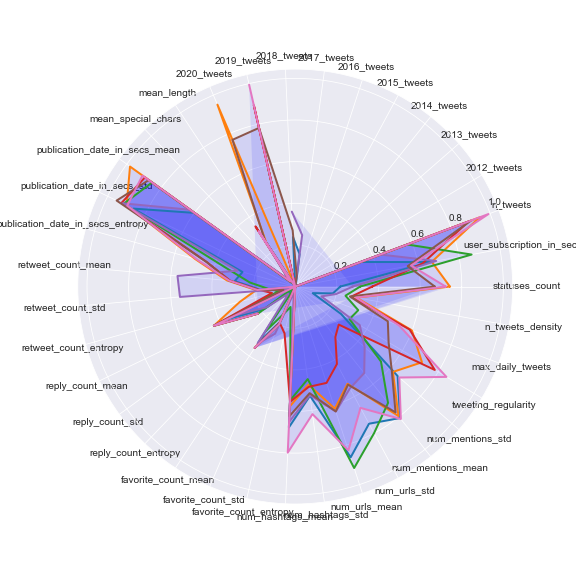 2018_tweets
2017_tweets
2019_tweets
2016_tweets
2020_tweets
2015_tweets
mean_length
2014_tweets
mean_special_chars
2013_tweets
publication_date_in_secs_mean
2012_tweets
publication_date_in_secs_std
n_tweets
publication_date_in_secs_entropy
user_subscription_in_sec
retweet_count_mean
statuses_count
retweet_count_std
n_tweets_density
retweet_count_entropy
max_daily_tweets
reply_count_mean
tweeting_regularity
reply_count_std
num_mentions_std
reply_count_entropy
num_mentions_mean
favorite_count_mean
num_urls_std
favorite_count_std
num_urls_mean
favorite_count_entropy
num_hashtags_std
num_hashtags_mean
0.2
0.4
0.6
0.8
1.0